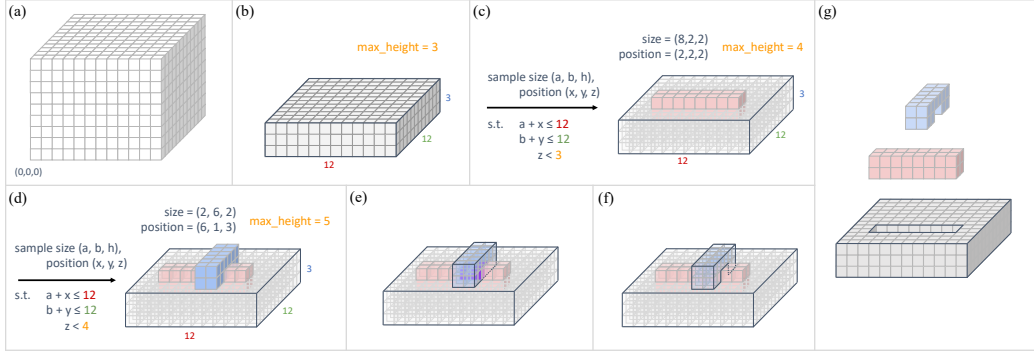 (a)
(0,0,0)
(b)
max_height = 3
3
12
12
(c)
size = (8,2,2)
position = (2,2,2)
max_height = 4
sample size (a, b, h),
position (x, y, z)
s.t. a + x ≤ 12
b + y ≤ 12
z < 3
3
12
12
(d)
size = (2, 6, 2)
position = (6, 1, 3)
max_height = 5
sample size (a, b, h),
position (x, y, z)
s.t. a + x ≤ 12
b + y ≤ 12
z < 4
3
12
12
(e)
(f)
(g)